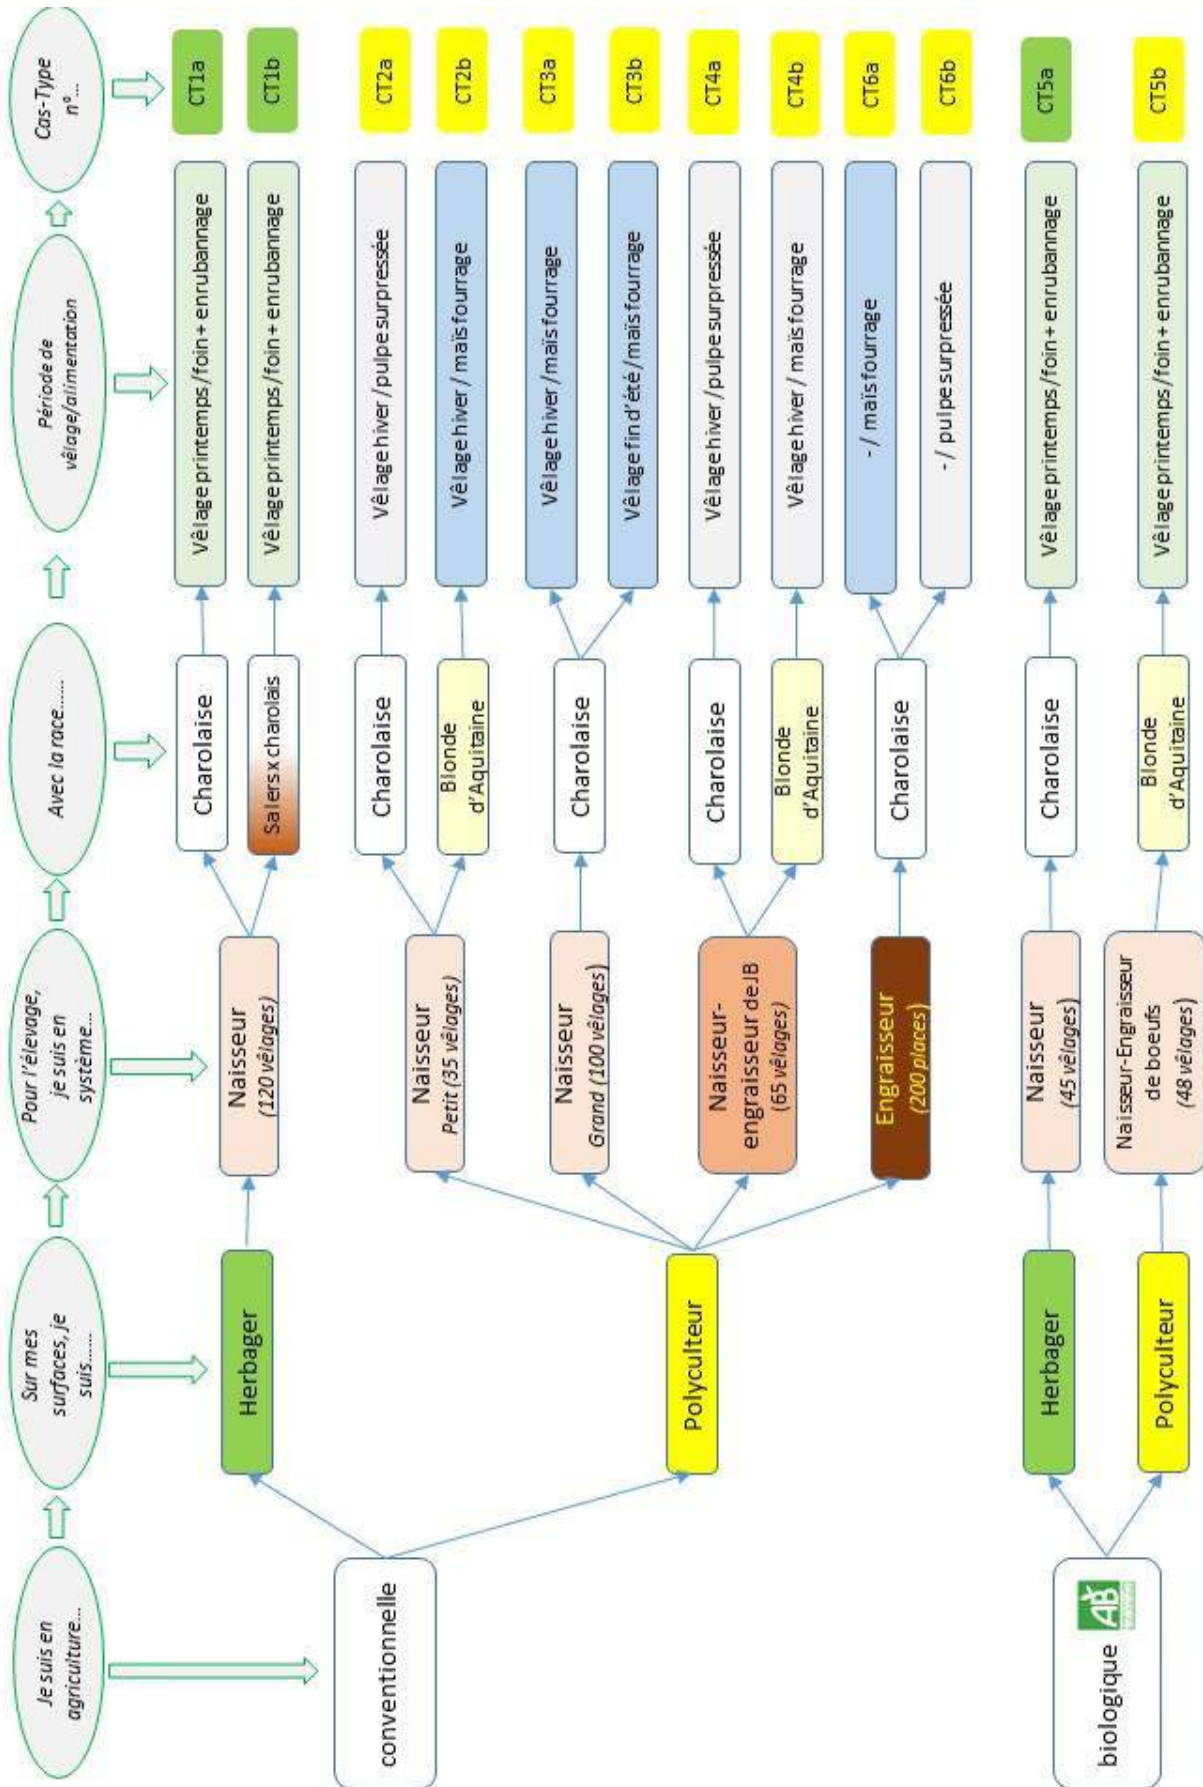 Je suis en
agriculture...
Sur mes
surfaces, je
suis......
Pour l'élevage,
je suis en
système...
Avec la race.......
Période de
vêlage/alimentation
Cas-Type
n°...
conventionnelle
Herbager
Naisseur
(120 vêlages)
Charolaise
Vêlage printemps / foin + enrubannage
CT1a
Salers x charolais
Vêlage printemps / foin + enrubannage
CT1b
Polyculteur
Naisseur
Petit (35 vêlages)
Charolaise
Vêlage hiver / pulpe surpressée
CT2a
Blonde
d'Aquitaine
Vêlage hiver / maïs fourrage
CT2b
Naisseur
Grand (100 vêlages)
Charolaise
Vêlage hiver / maïs fourrage
CT3a
Vêlage fin d'été / maïs fourrage
CT3b
Naisseur-
engraisseur de JB
(65 vêlages)
Charolaise
Vêlage hiver / pulpe surpressée
CT4a
Blonde
d'Aquitaine
Vêlage hiver / maïs fourrage
CT4b
Engraisseur
(200 places)
Charolaise
- / maïs fourrage
CT6a
- / pulpe surpressée
CT6b
biologique
AB
Herbager
Naisseur
(45 vêlages)
Charolaise
Vêlage printemps / foin + enrubannage
CT5a
Polyculteur
Naisseur-Engraisseur
de boeufs
(48 vêlages)
Blonde
d'Aquitaine
Vêlage printemps / foin + enrubannage
CT5b